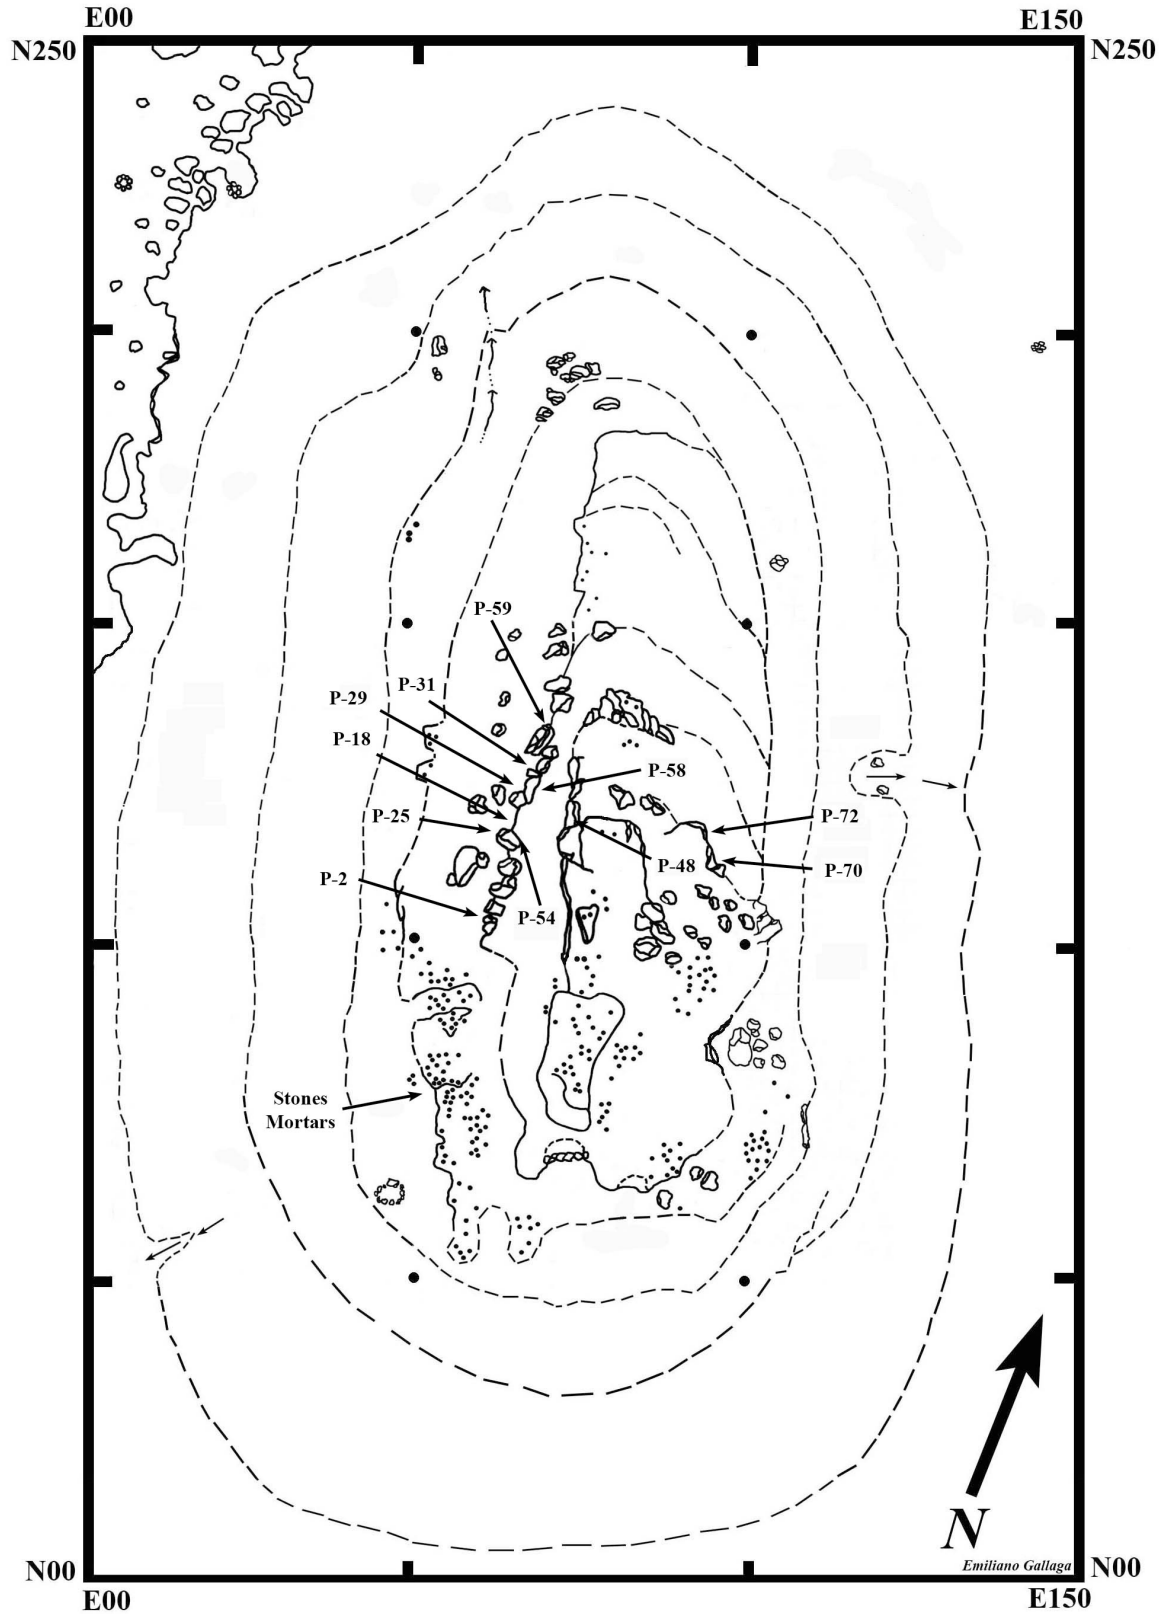 E00
E150
N250
N250
P-59
P-31
P-29
P-18
P-58
P-25
P-72
P-48
P-70
P-2
P-54
Stones
Mortars
N
Emiliano Gallaga
N00
N00
E00
E150